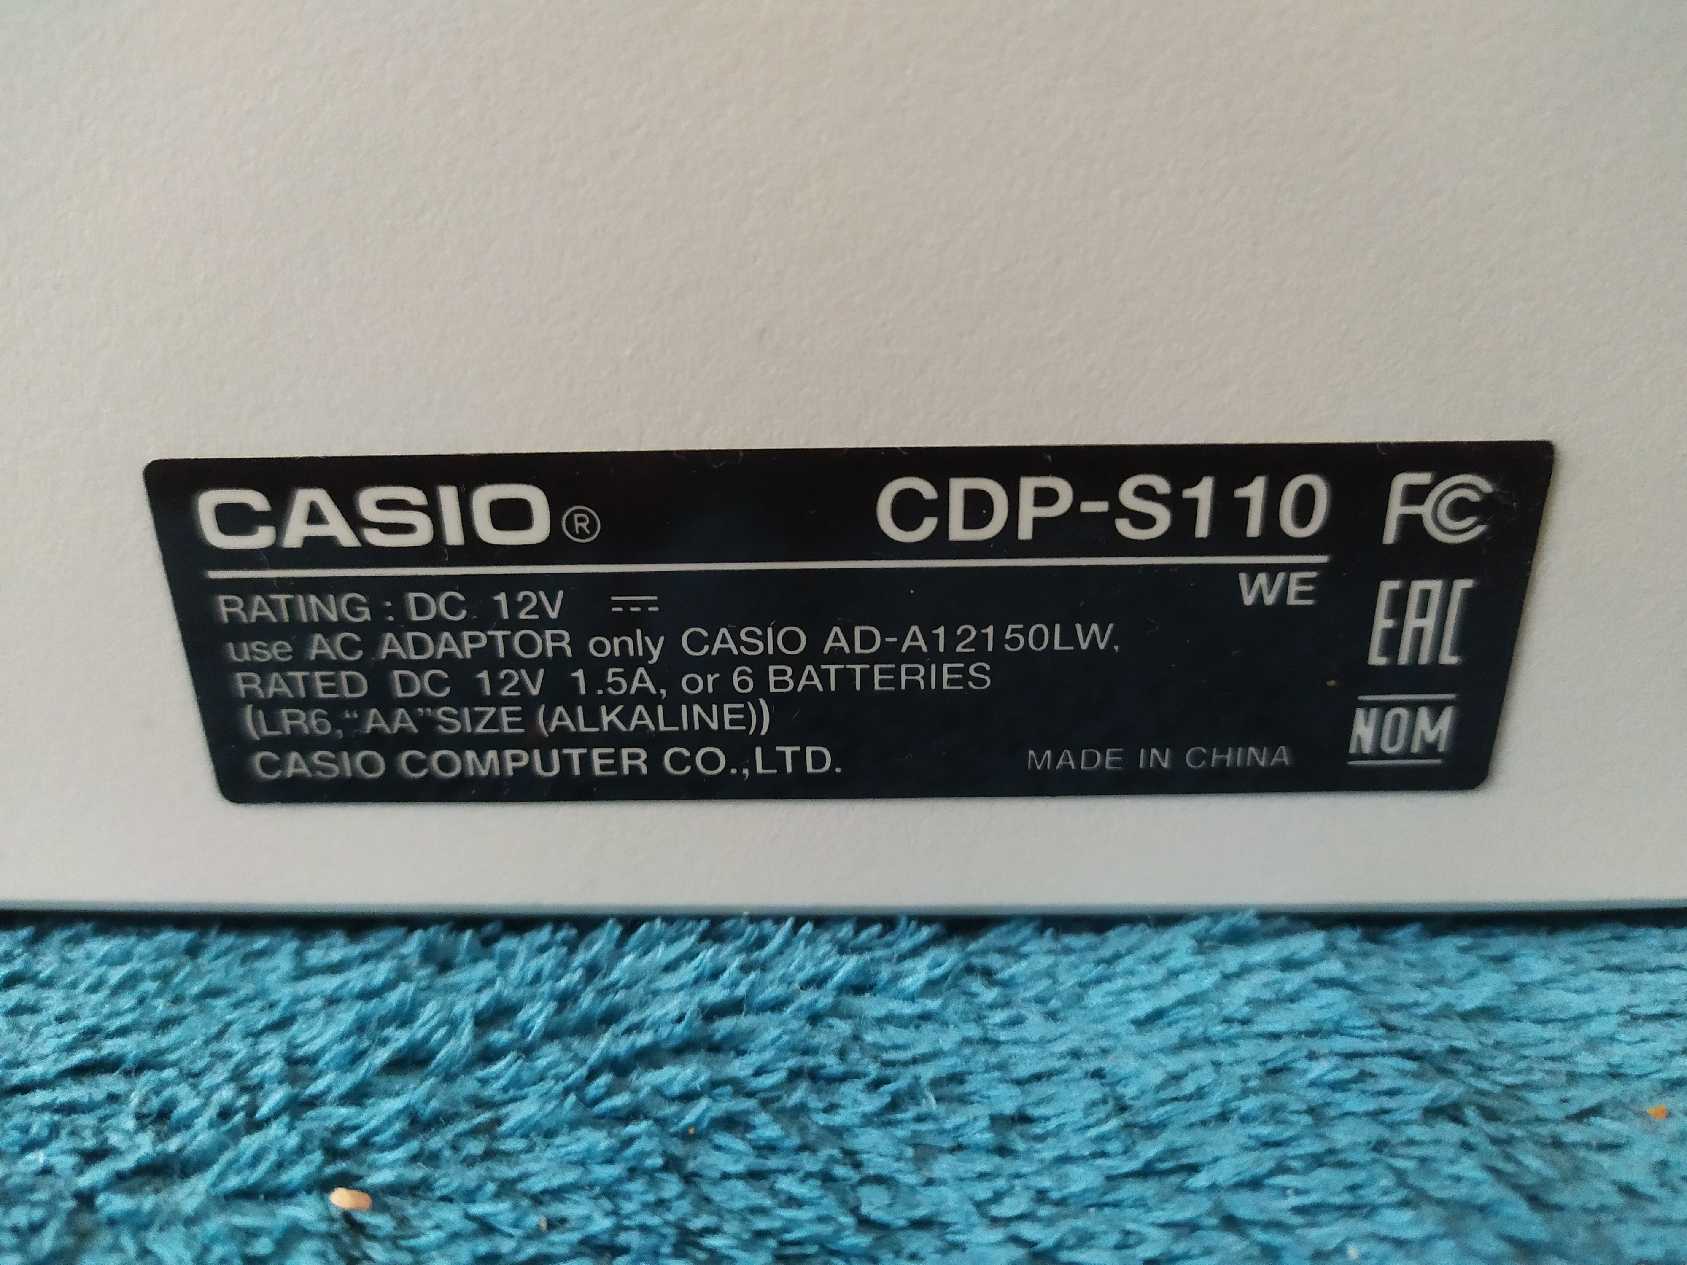 CASIO® CDP-S110 FC
WE
RATING : DC 12V
EAC
use AC ADAPTOR only CASIO AD-A12150LW,
RATED DC 12V 1.5A, or 6 BATTERIES
(LR6,“AA”SIZE (ALKALINE))
NOM
CASIO COMPUTER CO.,LTD. MADE IN CHINA